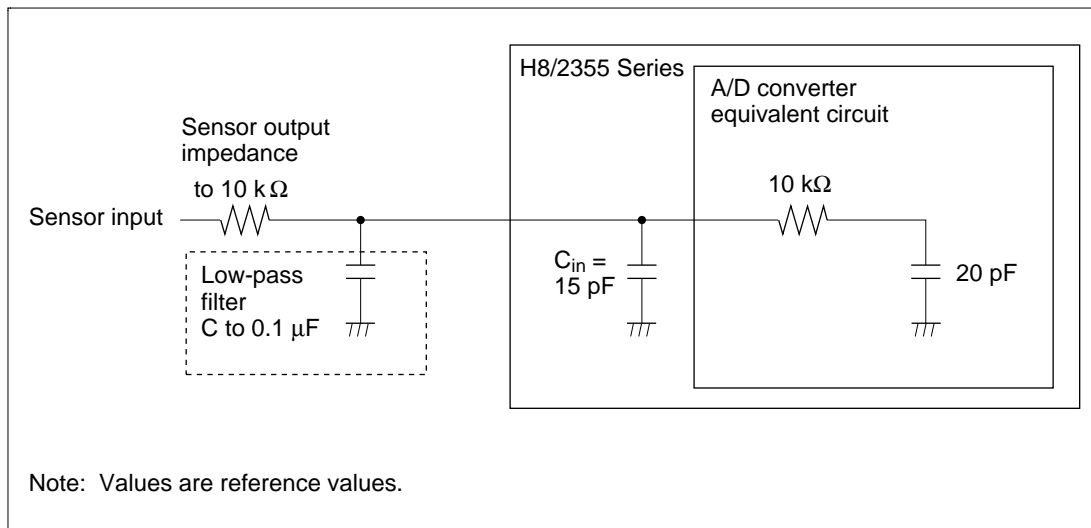 H8/2355 Series
A/D converter
equivalent circuit
Sensor output
impedance
to 10 kΩ
10 kΩ
Sensor input
Low-pass
filter
C to 0.1 μF
Cin =
15 pF
20 pF
Note: Values are reference values.